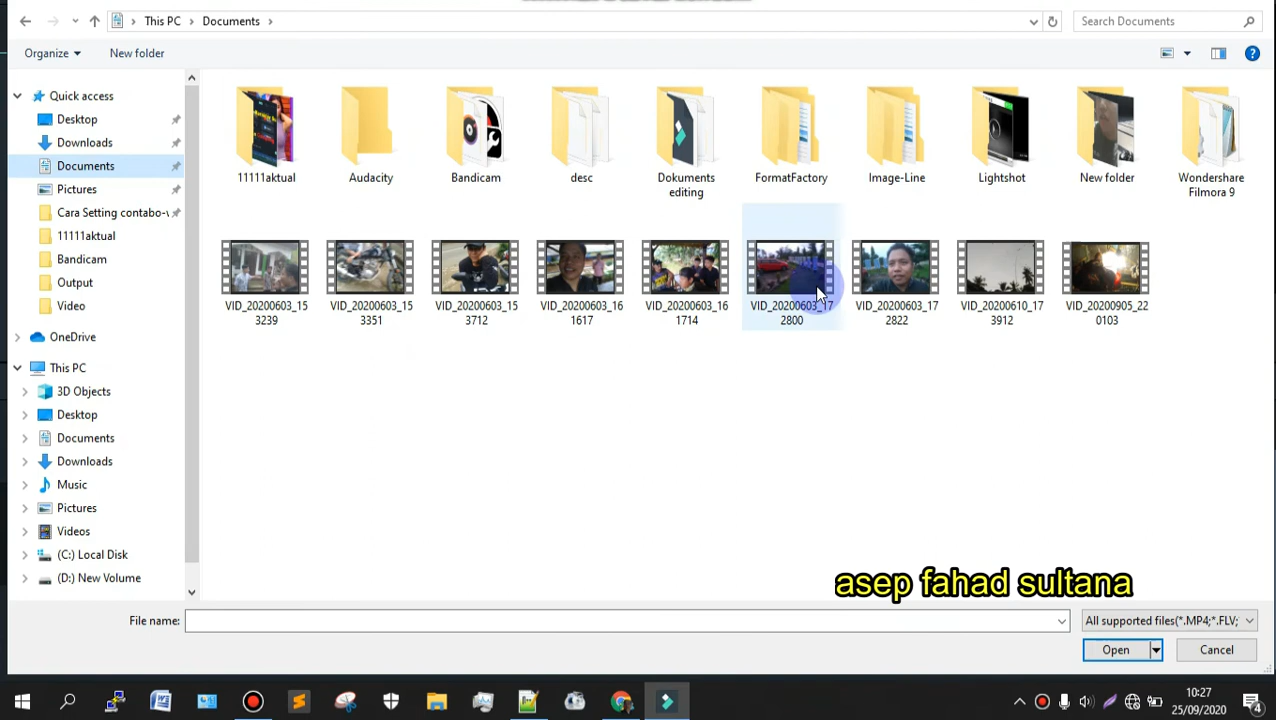 This PC > Documents >
Search Documents
Organize
New folder
Quick access
Desktop
Downloads
Documents
Pictures
Cara Setting contabo-v
11111aktual
Bandicam
Output
Video
OneDrive
This PC
3D Objects
Desktop
Documents
Downloads
Music
Pictures
Videos
(C:) Local Disk
(D:) New Volume
11111aktual
Audacity
Bandicam
desc
Dokuments
editing
FormatFactory
Image-Line
Lightshot
New folder
Wondershare
Filmora 9
VID_20200603_15
3239
VID_20200603_15
3351
VID_20200603_15
3712
VID_20200603_16
1617
VID_20200603_16
1714
VID_20200603_17
2800
VID_20200603_17
2822
VID_20200610_17
3912
VID_20200905_22
0103
asep fahad sultana
File name:
All supported files(*.MP4;*.FLV;
Open
Cancel
10:27
25/09/2020
4